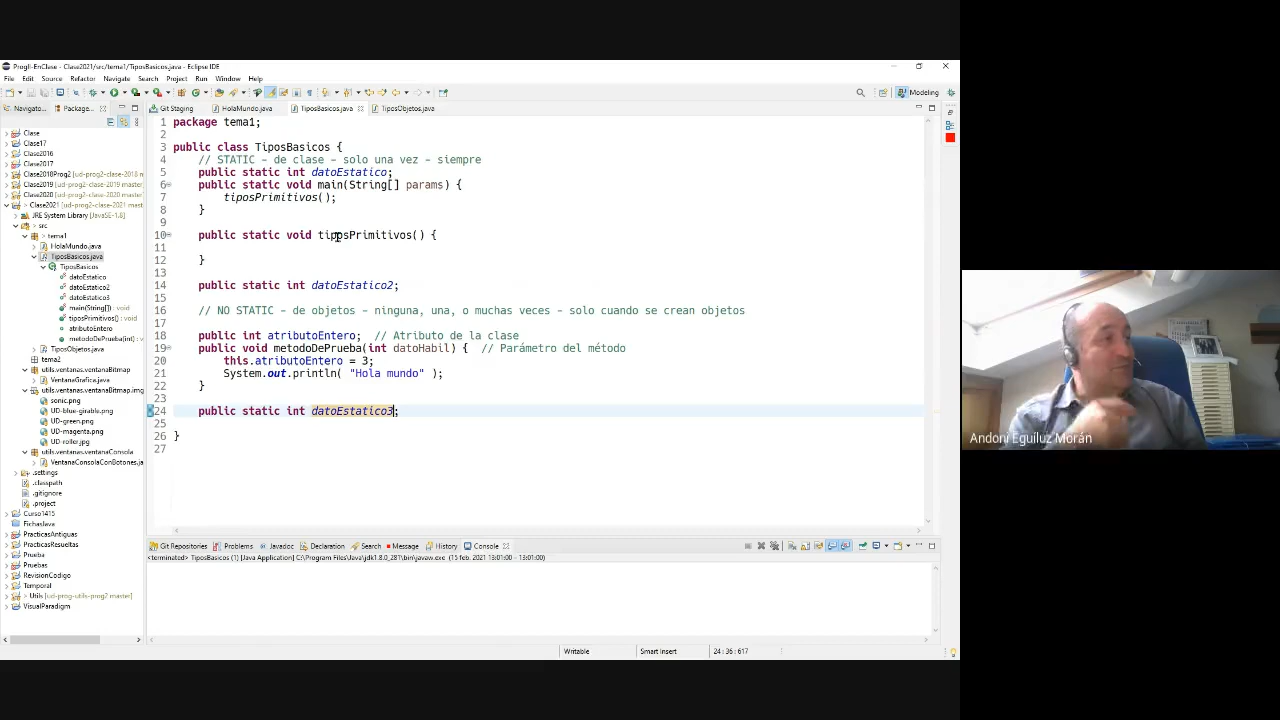 ProgII-EnClase - Clase2021/src/tema1/TiposBasicos.java - Eclipse IDE
File Edit Source Refactor Navigate Search Project Run Window Help
Modeling
Navigato...
Package...
Git Staging
HolaMundo.java
TiposBasicos.java
TiposObjetos.java
Clase
Clase17
Clase2016
Clase2017
Clase2018Prog2 [ud-prog2-clase-2018
Clase2019 [ud-prog2-clase-2019 master]
Clase2020 [ud-prog2-clase-2020 master]
Clase2021 [ud-prog2-clase-2021 master]
JRE System Library [JavaSE-1.8]
src
tema1
HolaMundo.java
TiposBasicos.java
TiposBasicos
datoEstatico
datoEstatico2
datoEstatico3
main(String[]) : void
tiposPrimitivos() : void
atributoEntero
metodoDePrueba(int
TiposObjetos.java
tema2
utils.ventanas.ventanaBitmap
VentanaGrafica.java
utils.ventanas.ventanaBitmap.img
sonic.png
UD-blue-girable.png
UD-green.png
UD-magenta.png
UD-roller.jpg
utils.ventanas.ventanaConsola
VentanaConsolaConBotones.ja
.settings
.classpath
.gitignore
.project
Curso1415
FichasJava
PracticasAntiguas
PracticasResueltas
Prueba
Pruebas
RevisionCodigo
Temporal
Utils [ud-prog-utils-prog2 master]
VisualParadigm
1 package tema1;
2
3 public class TiposBasicos {
4 // STATIC - de clase - solo una vez - siempre
5 public static int datoEstatico;
6 public static void main(String[] params) {
7 tiposPrimitivos();
8 }
9
10 public static void tiposPrimitivos() {
11
12 }
13
14 public static int datoEstatico2;
15
16 // NO STATIC - de objetos - ninguna, una, o muchas veces - solo cuando se crean objetos
17
18 public int atributoEntero; // Atributo de la clase
19 public void metodoDePrueba(int datoHabil) { // Parámetro del método
20 this.atributoEntero = 3;
21 System.out.println( "Hola mundo" );
22 }
23
24 public static int datoEstatico3;
25
26 }
27
Git Repositories
Problems
Javadoc
Declaration
Search
Message
History
Console
<terminated> TiposBasicos (1) [Java Application] C:\Program Files\Java\jdk1.8.0_281\bin\javaw.exe (15 feb. 2021 13:01:00 - 13:01:00)
Writable
Smart Insert
24 : 36 : 617
Andoni Eguíluz Morán